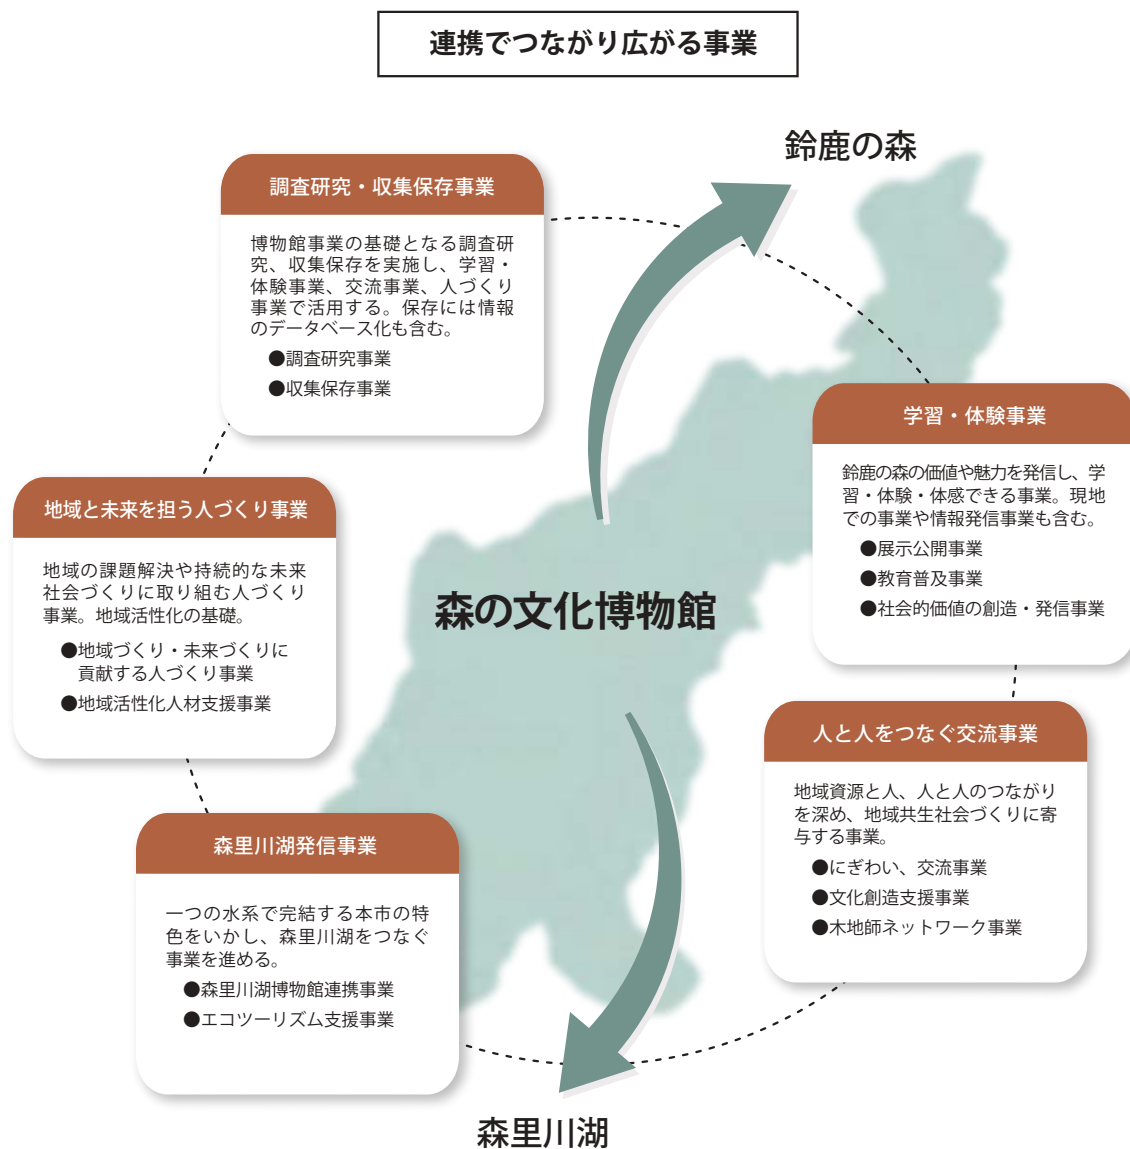 連携でつながり広がる事業
鈴鹿の森
調査研究・収集保存事業
博物館事業の基礎となる調査研
究、収集保存を実施し、学習・
体験事業、交流事業、人づくり
事業で活用する。保存には情報
のデータベース化も含む。
●調査研究事業
●収集保存事業
学習・体験事業
鈴鹿の森の価値や魅力を発信し、学
習・体験・体感できる事業。現地
での事業や情報発信事業も含む。
●展示公開事業
●教育普及事業
●社会的価値の創造・発信事業
地域と未来を担う人づくり事業
地域の課題解決や持続的な未来
社会づくりに取り組む人づくり
事業。地域活性化の基礎。
●地域づくり・未来づくりに
貢献する人づくり事業
●地域活性化人材支援事業
森の文化博物館
人と人をつなぐ交流事業
地域資源と人、人と人のつながり
を深め、地域共生社会づくりに寄
与する事業。
●にぎわい、交流事業
●文化創造支援事業
●木地師ネットワーク事業
森里川湖発信事業
一つの水系で完結する本市の特
色をいかし、森里川湖をつなぐ
事業を進める。
●森里川湖博物館連携事業
●エコツーリズム支援事業
森里川湖